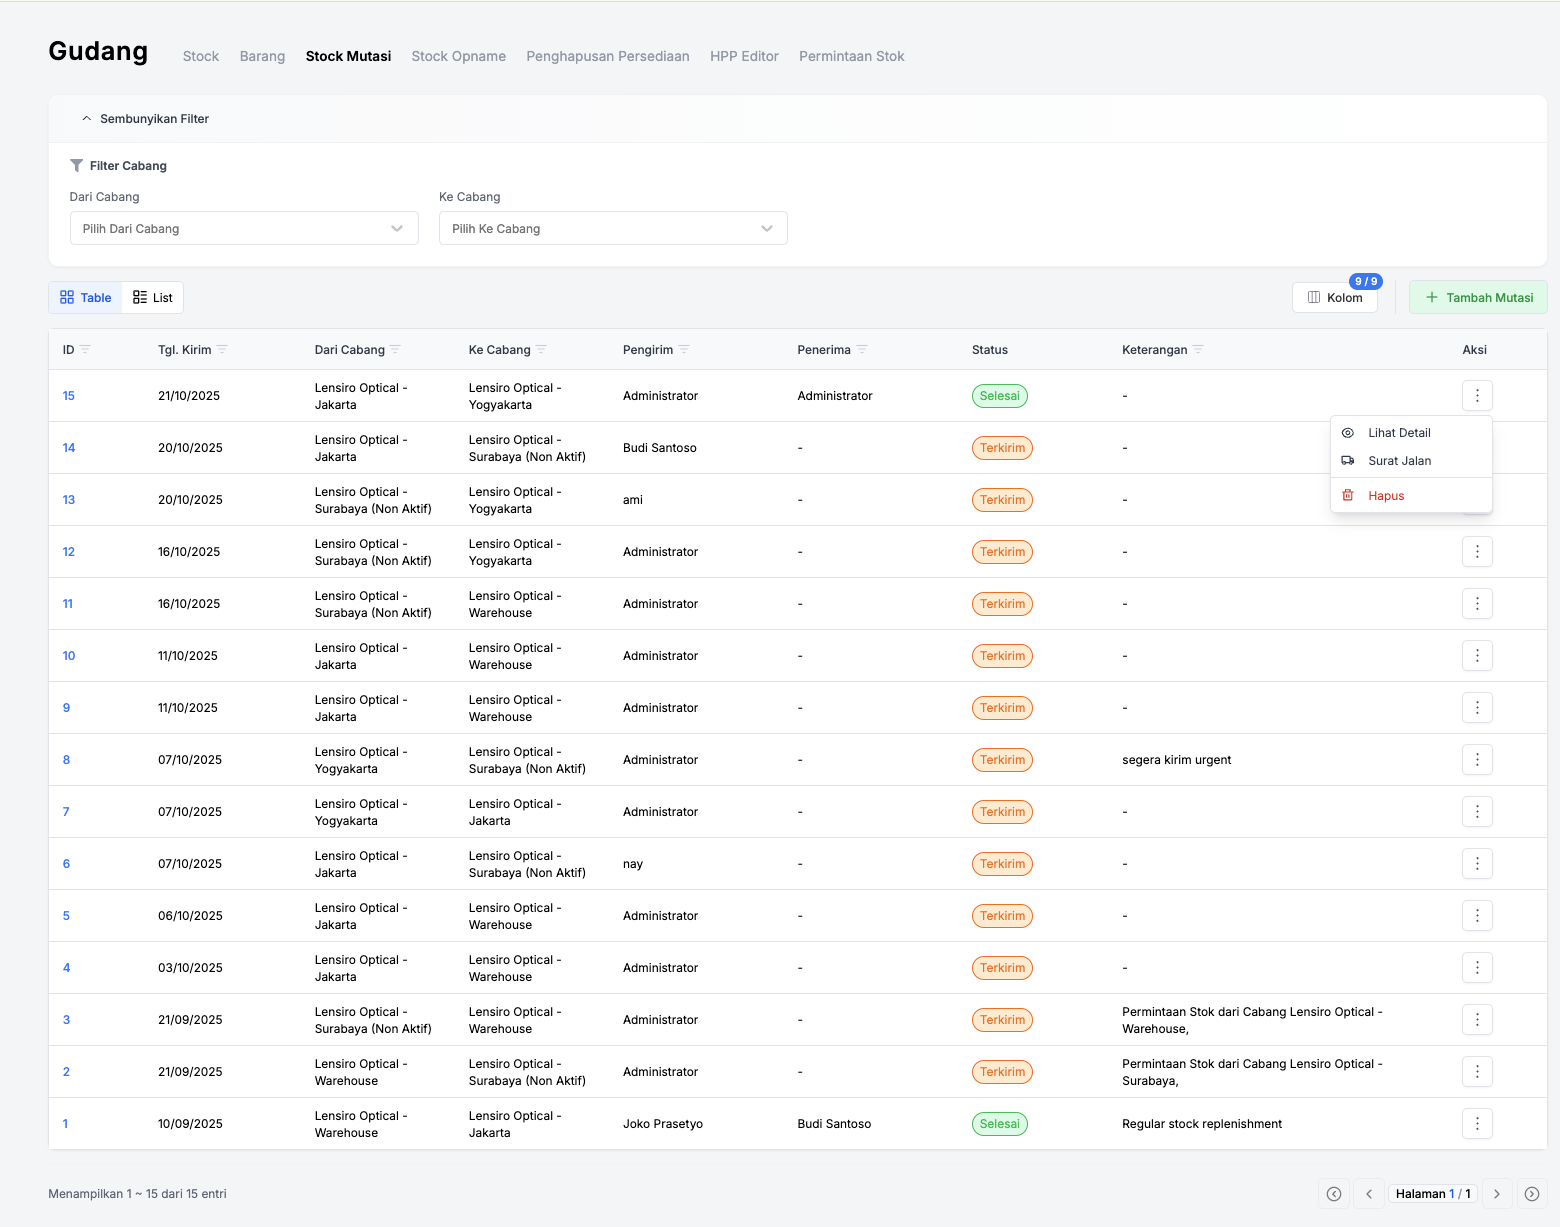 Gudang
Stock Barang Stock Mutasi Stock Opname Penghapusan Persediaan HPP Editor Permintaan Stok
Sembunyikan Filter
Filter Cabang
Dari Cabang Ke Cabang
Pilih Dari Cabang Pilih Ke Cabang
Table List 9 / 9 Kolom Tambah Mutasi
ID Tgl. Kirim Dari Cabang Ke Cabang Pengirim Penerima Status Keterangan Aksi
15 21/10/2025 Lensiro Optical - Jakarta Lensiro Optical - Yogyakarta Administrator Administrator Selesai -
14 20/10/2025 Lensiro Optical - Jakarta Lensiro Optical - Surabaya (Non Aktif) Budi Santoso - Terkirim -
13 20/10/2025 Lensiro Optical - Surabaya (Non Aktif) Lensiro Optical - Yogyakarta ami - Terkirim -
Lihat Detail
Surat Jalan
Hapus
12 16/10/2025 Lensiro Optical - Surabaya (Non Aktif) Lensiro Optical - Yogyakarta Administrator - Terkirim -
11 16/10/2025 Lensiro Optical - Surabaya (Non Aktif) Lensiro Optical - Warehouse Administrator - Terkirim -
10 11/10/2025 Lensiro Optical - Jakarta Lensiro Optical - Warehouse Administrator - Terkirim -
9 11/10/2025 Lensiro Optical - Jakarta Lensiro Optical - Warehouse Administrator - Terkirim -
8 07/10/2025 Lensiro Optical - Yogyakarta Lensiro Optical - Surabaya (Non Aktif) Administrator - Terkirim segera kirim urgent
7 07/10/2025 Lensiro Optical - Yogyakarta Lensiro Optical - Jakarta Administrator - Terkirim -
6 07/10/2025 Lensiro Optical - Jakarta Lensiro Optical - Surabaya (Non Aktif) nay - Terkirim -
5 06/10/2025 Lensiro Optical - Jakarta Lensiro Optical - Warehouse Administrator - Terkirim -
4 03/10/2025 Lensiro Optical - Jakarta Lensiro Optical - Warehouse Administrator - Terkirim -
3 21/09/2025 Lensiro Optical - Surabaya (Non Aktif) Lensiro Optical - Warehouse Administrator - Terkirim Permintaan Stok dari Cabang Lensiro Optical - Warehouse,
2 21/09/2025 Lensiro Optical - Warehouse Lensiro Optical - Surabaya (Non Aktif) Administrator - Terkirim Permintaan Stok dari Cabang Lensiro Optical - Surabaya,
1 10/09/2025 Lensiro Optical - Warehouse Lensiro Optical - Jakarta Joko Prasetyo Budi Santoso Selesai Regular stock replenishment
Menampilkan 1 ~ 15 dari 15 entri Halaman 1 / 1